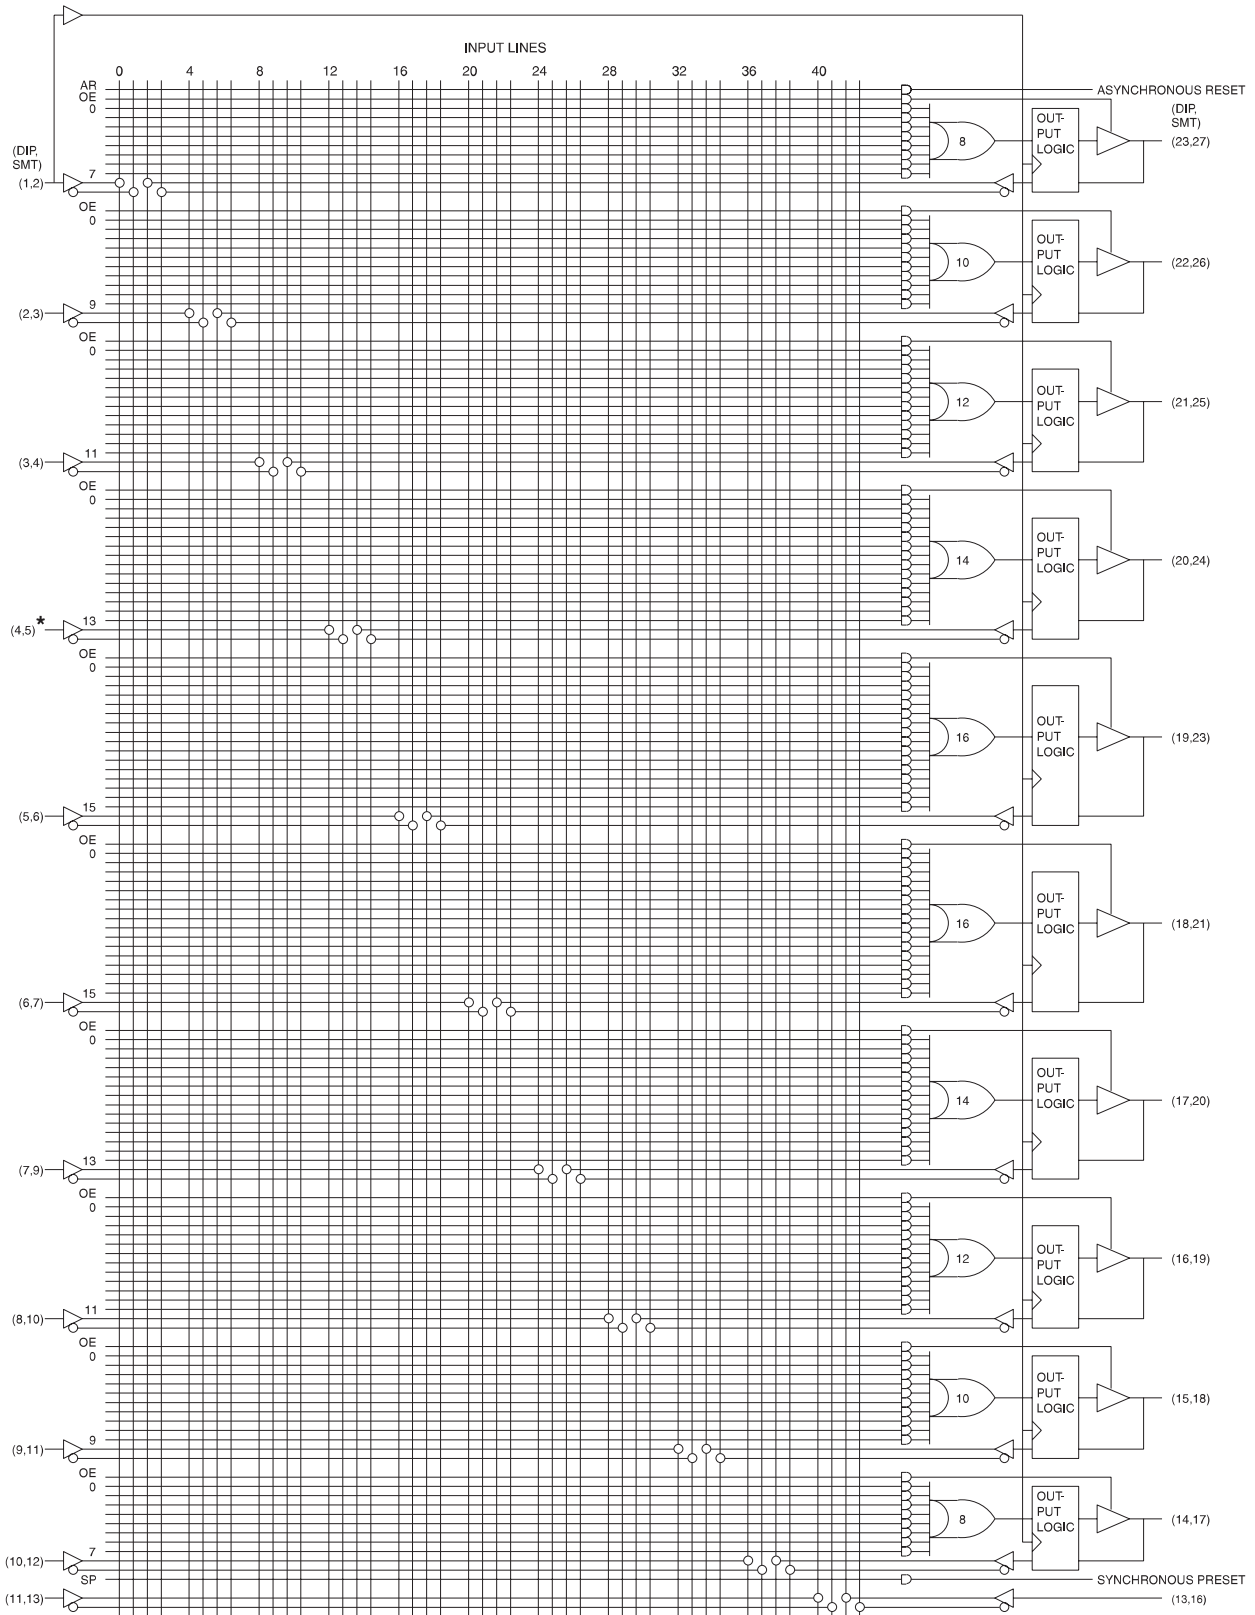 INPUT LINES
0 4 8 12 16 20 24 28 32 36 40
AR
ASYNCHRONOUS RESET
OE
0
(DIP,
SMT)
8
OUT-
PUT
LOGIC
(DIP,
SMT)
(23,27)
7
(1,2)
OE
0
10
OUT-
PUT
LOGIC
(22,26)
9
(2,3)
OE
0
12
OUT-
PUT
LOGIC
(21,25)
11
(3,4)
OE
0
14
OUT-
PUT
LOGIC
(20,24)
13
(4,5)*
OE
0
16
OUT-
PUT
LOGIC
(19,23)
15
(5,6)
OE
0
16
OUT-
PUT
LOGIC
(18,21)
15
(6,7)
OE
0
14
OUT-
PUT
LOGIC
(17,20)
13
(7,9)
OE
0
12
OUT-
PUT
LOGIC
(16,19)
11
(8,10)
OE
0
10
OUT-
PUT
LOGIC
(15,18)
9
(9,11)
OE
0
8
OUT-
PUT
LOGIC
(14,17)
7
(10,12)
SP
SYNCHRONOUS PRESET
(11,13)
(13,16)